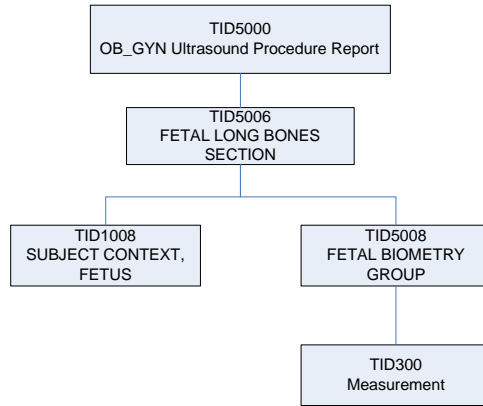 TID5000
OB_GYN Ultrasound Procedure Report
TID5006
FETAL LONG BONES
SECTION
TID1008
SUBJECT CONTEXT,
FETUS
TID5008
FETAL BIOMETRY
GROUP
TID300
Measurement